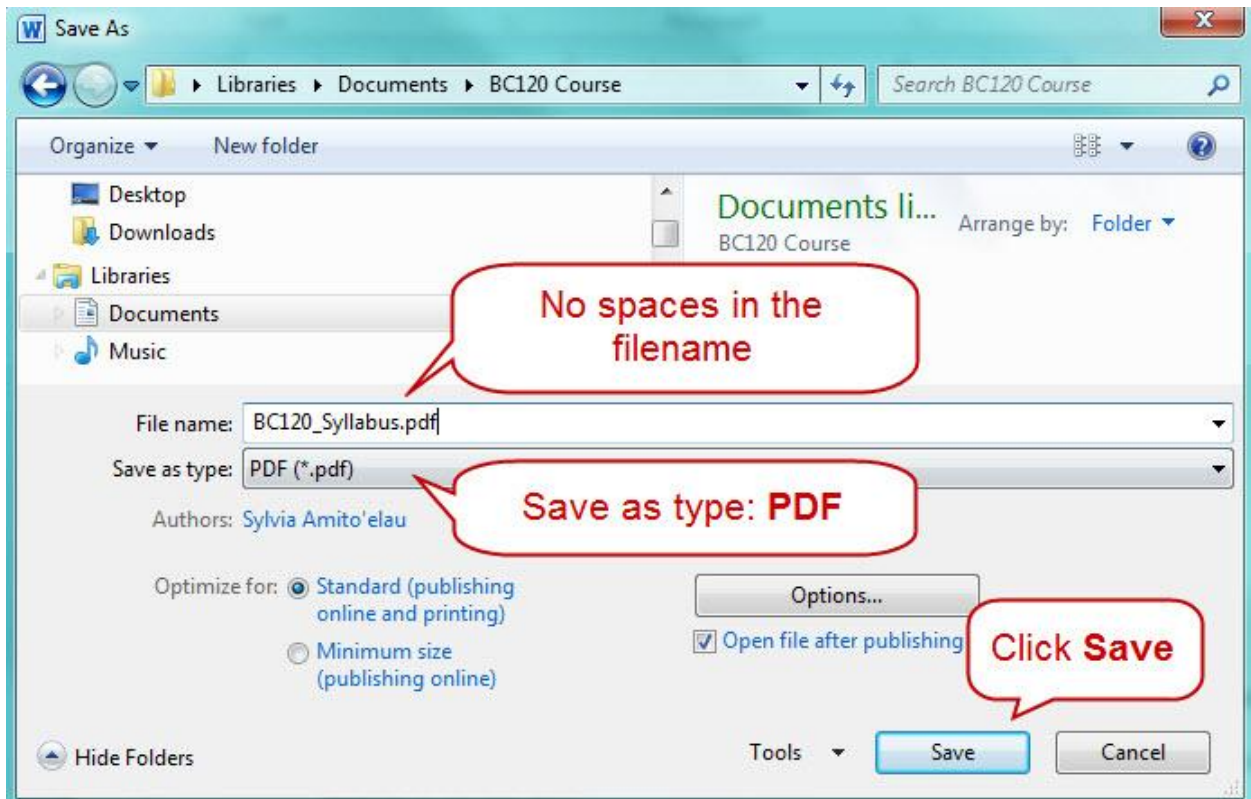 Save As
Libraries Documents BC120 Course
Search BC120 Course
Organize New folder
Desktop
Downloads
Libraries
Documents
Music
Documents li...
BC120 Course
Arrange by: Folder
No spaces in the
filename
File name: BC120_Syllabus.pdf
Save as type: PDF (*.pdf)
Save as type: PDF
Authors: Sylvia Amito'elau
Optimize for: Standard (publishing
online and printing)
Minimum size
(publishing online)
Options...
Open file after publishing
Click Save
Hide Folders
Tools Save Cancel